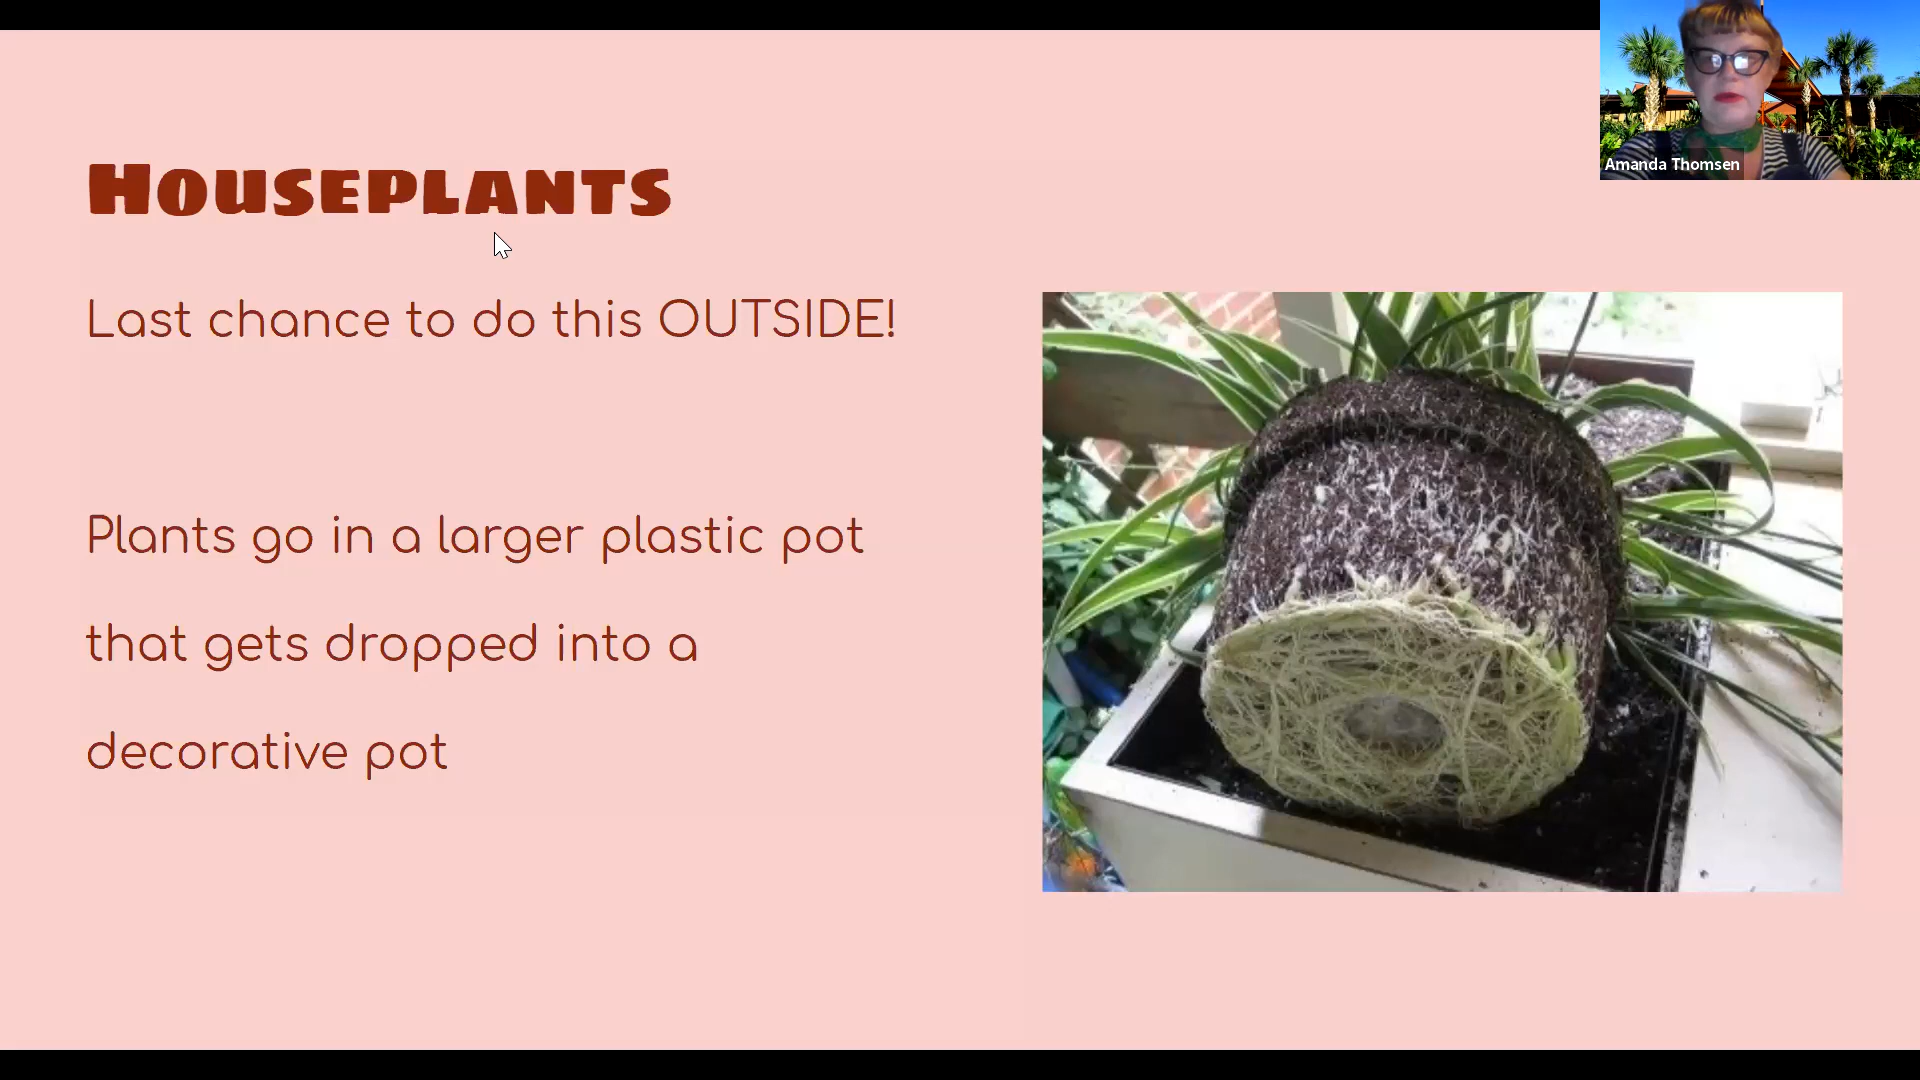 Houseplants
Last chance to do this OUTSIDE!
Plants go in a larger plastic pot
that gets dropped into a
decorative pot
Amanda Thomsen